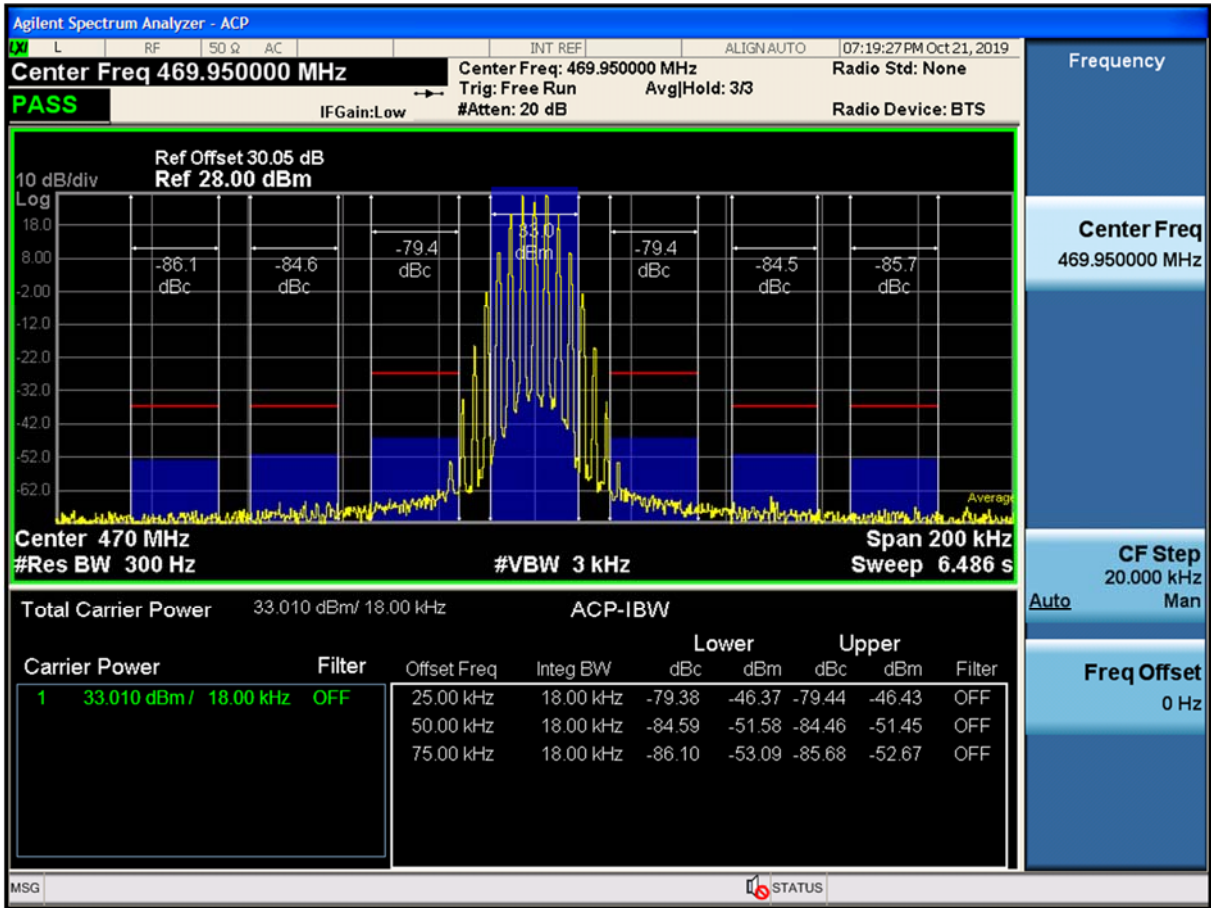 Agilent Spectrum Analyzer - ACP
LXI L RF 50 Ω AC INT REF ALIGN AUTO 07:19:27 PM Oct 21, 2019
Center Freq 469.950000 MHz
Center Freq: 469.950000 MHz
Radio Std: None
Trig: Free Run Avg|Hold: 3/3
PASS
IFGain:Low
#Atten: 20 dB
Radio Device: BTS
Ref Offset 30.05 dB
10 dB/div Ref 28.00 dBm
Log
18.0
8.00
-2.00
-12.0
-22.0
-32.0
-42.0
-52.0
-62.0
-86.1 dBc
-84.6 dBc
-79.4 dBc
33.0 dBm
-79.4 dBc
-84.5 dBc
-85.7 dBc
Average
Center 470 MHz Span 200 kHz
#Res BW 300 Hz #VBW 3 kHz Sweep 6.486 s
Total Carrier Power 33.010 dBm/ 18.00 kHz ACP-IBW
Lower Upper
Carrier Power Filter
Offset Freq Integ BW dBc dBm dBc dBm Filter
1 33.010 dBm / 18.00 kHz OFF
25.00 kHz 18.00 kHz -79.38 -46.37 -79.44 -46.43 OFF
50.00 kHz 18.00 kHz -84.59 -51.58 -84.46 -51.45 OFF
75.00 kHz 18.00 kHz -86.10 -53.09 -85.68 -52.67 OFF
MSG STATUS
Frequency
Center Freq
469.950000 MHz
CF Step
20.000 kHz
Auto Man
Freq Offset
0 Hz